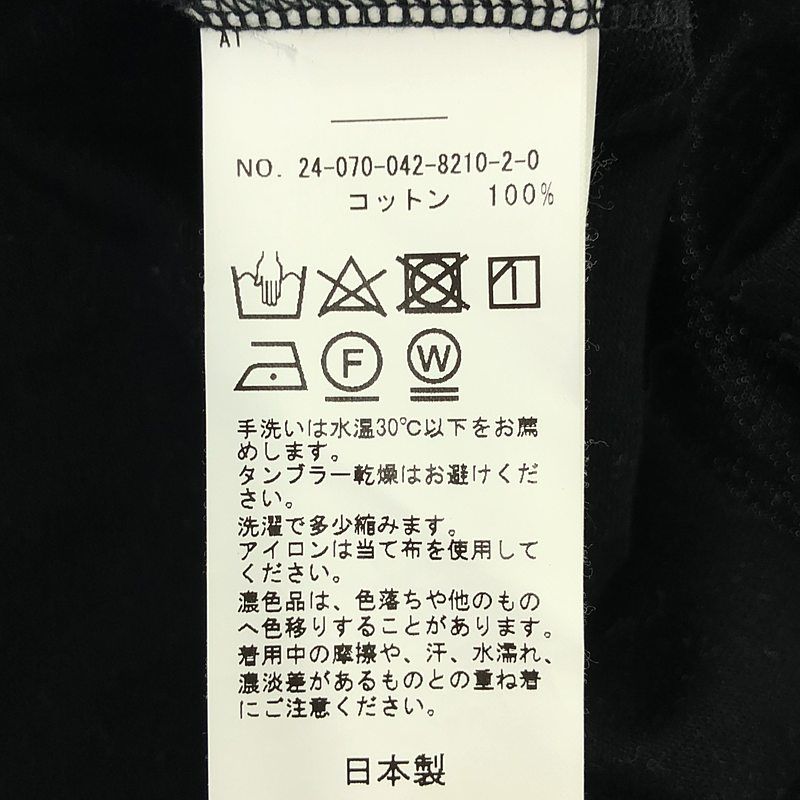 A1
NO. 24-070-042-8210-2-0
コットン 100%
1
F W
手洗いは水温30℃以下をお薦
めします。
タンブラー乾燥はお避けくだ
さい。
洗濯で多少縮みます。
アイロンは当て布を使用して
ください。
濃色品は、色落ちや他のもの
へ色移りすることがあります。
着用中の摩擦や、汗、水濡れ、
濃淡差があるものとの重ね着
にご注意ください。
日本製